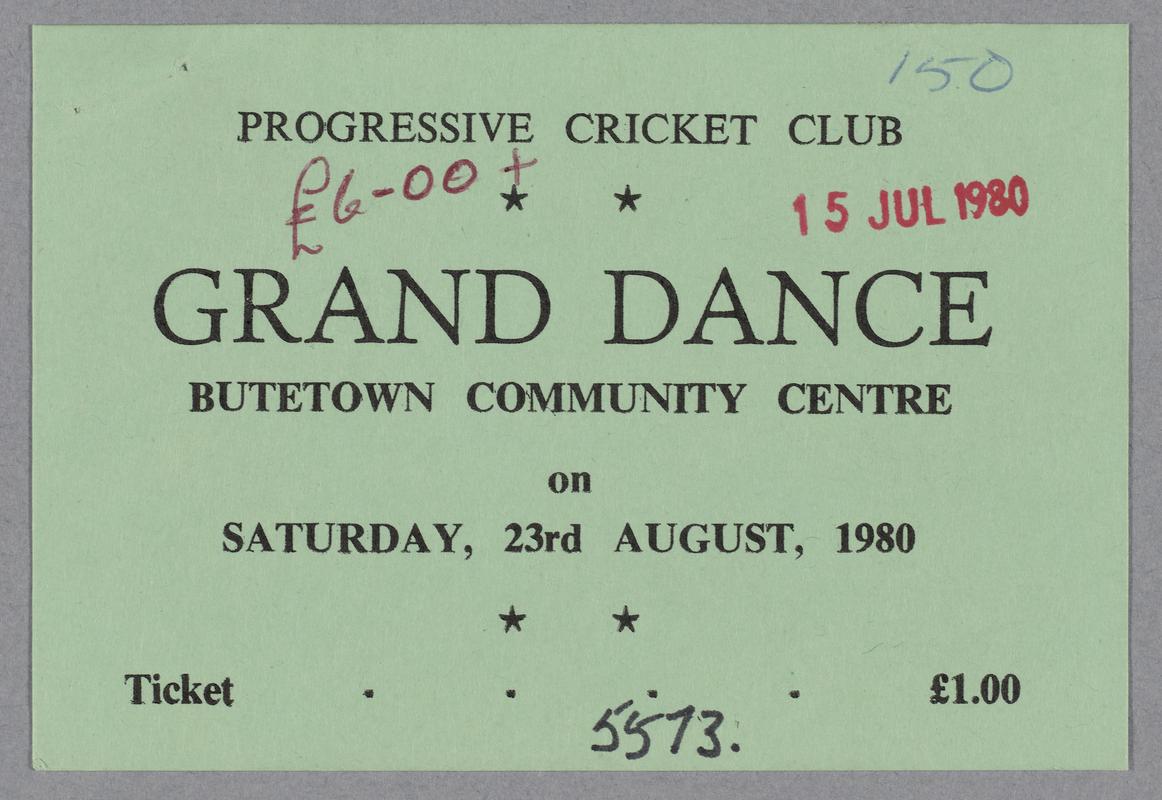 150
PROGRESSIVE CRICKET CLUB
£6-00 +
★ ★
15 JUL 1980
GRAND DANCE
BUTETOWN COMMUNITY CENTRE
on
SATURDAY, 23rd AUGUST, 1980
★ ★
Ticket . . . . £1.00
5573.